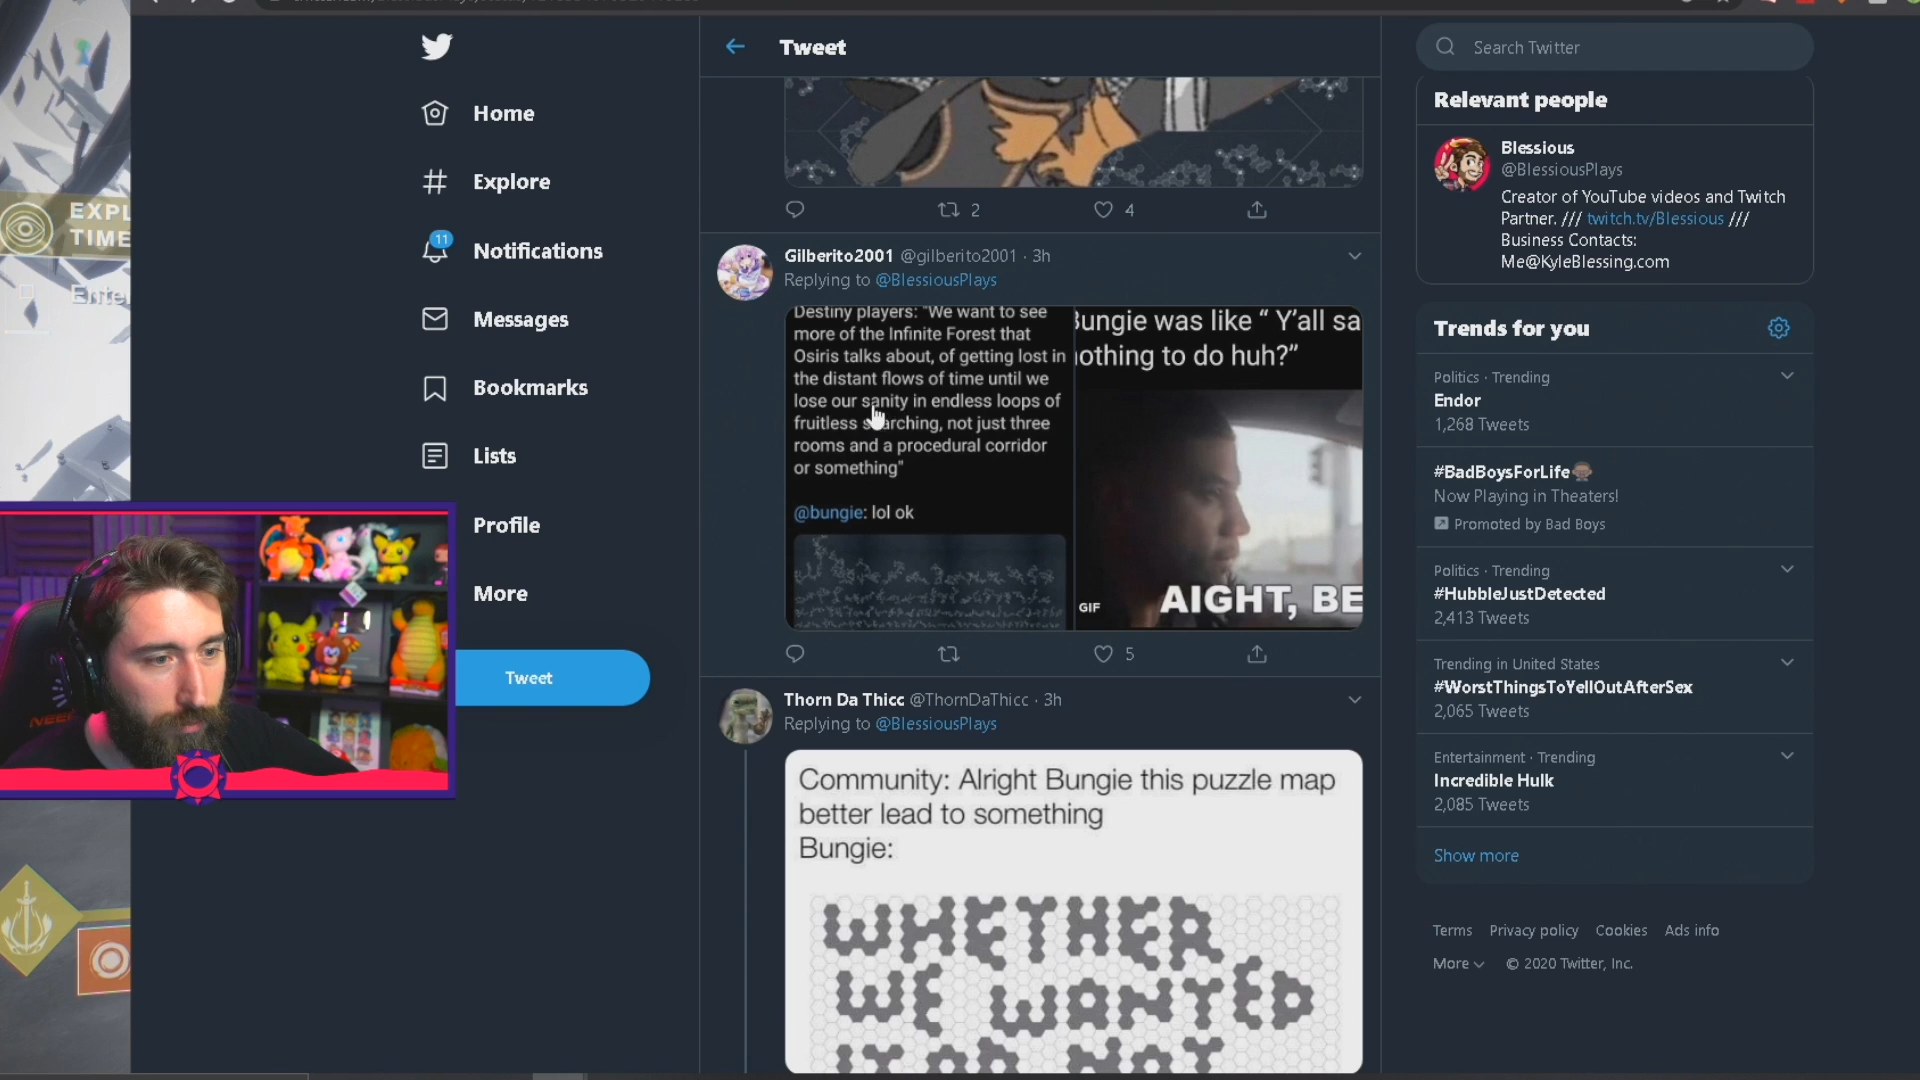 Home
Explore
11
Notifications
Messages
Bookmarks
Lists
Profile
More
Tweet
EXPL
TIME
Ente
Tweet
2
4
Gilberito2001 @gilberito2001 · 3h
Replying to @BlessiousPlays
Destiny players: "We want to see
more of the Infinite Forest that
Osiris talks about, of getting lost in
the distant flows of time until we
lose our sanity in endless loops of
fruitless s arching, not just three
rooms and a procedural corridor
or something"
@bungie: lol ok
Bungie was like “ Y'all sa
nothing to do huh?”
GIF
AIGHT, BE
5
Thorn Da Thicc @ThornDaThicc · 3h
Replying to @BlessiousPlays
Community: Alright Bungie this puzzle map
better lead to something
Bungie:
WHETHER
WE WANTED
IT OR NOT
Search Twitter
Relevant people
Blessious
@BlessiousPlays
Creator of YouTube videos and Twitch
Partner. /// twitch.tv/Blessious ///
Business Contacts:
Me@KyleBlessing.com
Trends for you
Politics · Trending
Endor
1,268 Tweets
#BadBoysForLife
Now Playing in Theaters!
Promoted by Bad Boys
Politics · Trending
#HubbleJustDetected
2,413 Tweets
Trending in United States
#WorstThingsToYellOutAfterSex
2,065 Tweets
Entertainment · Trending
Incredible Hulk
2,085 Tweets
Show more
Terms Privacy policy Cookies Ads info
More © 2020 Twitter, Inc.